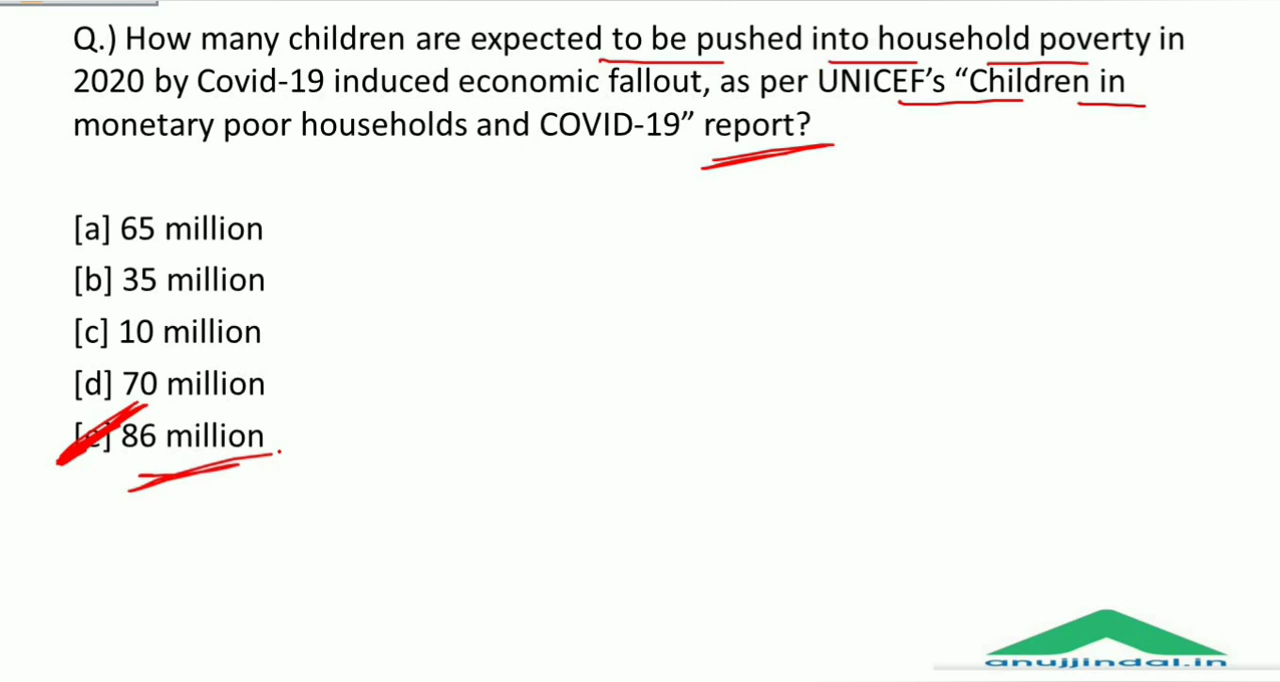 Q.) How many children are expected to be pushed into household poverty in
2020 by Covid-19 induced economic fallout, as per UNICEF’s “Children in
monetary poor households and COVID-19” report?
[a] 65 million
[b] 35 million
[c] 10 million
[d] 70 million
[e] 86 million
anujjindal.in